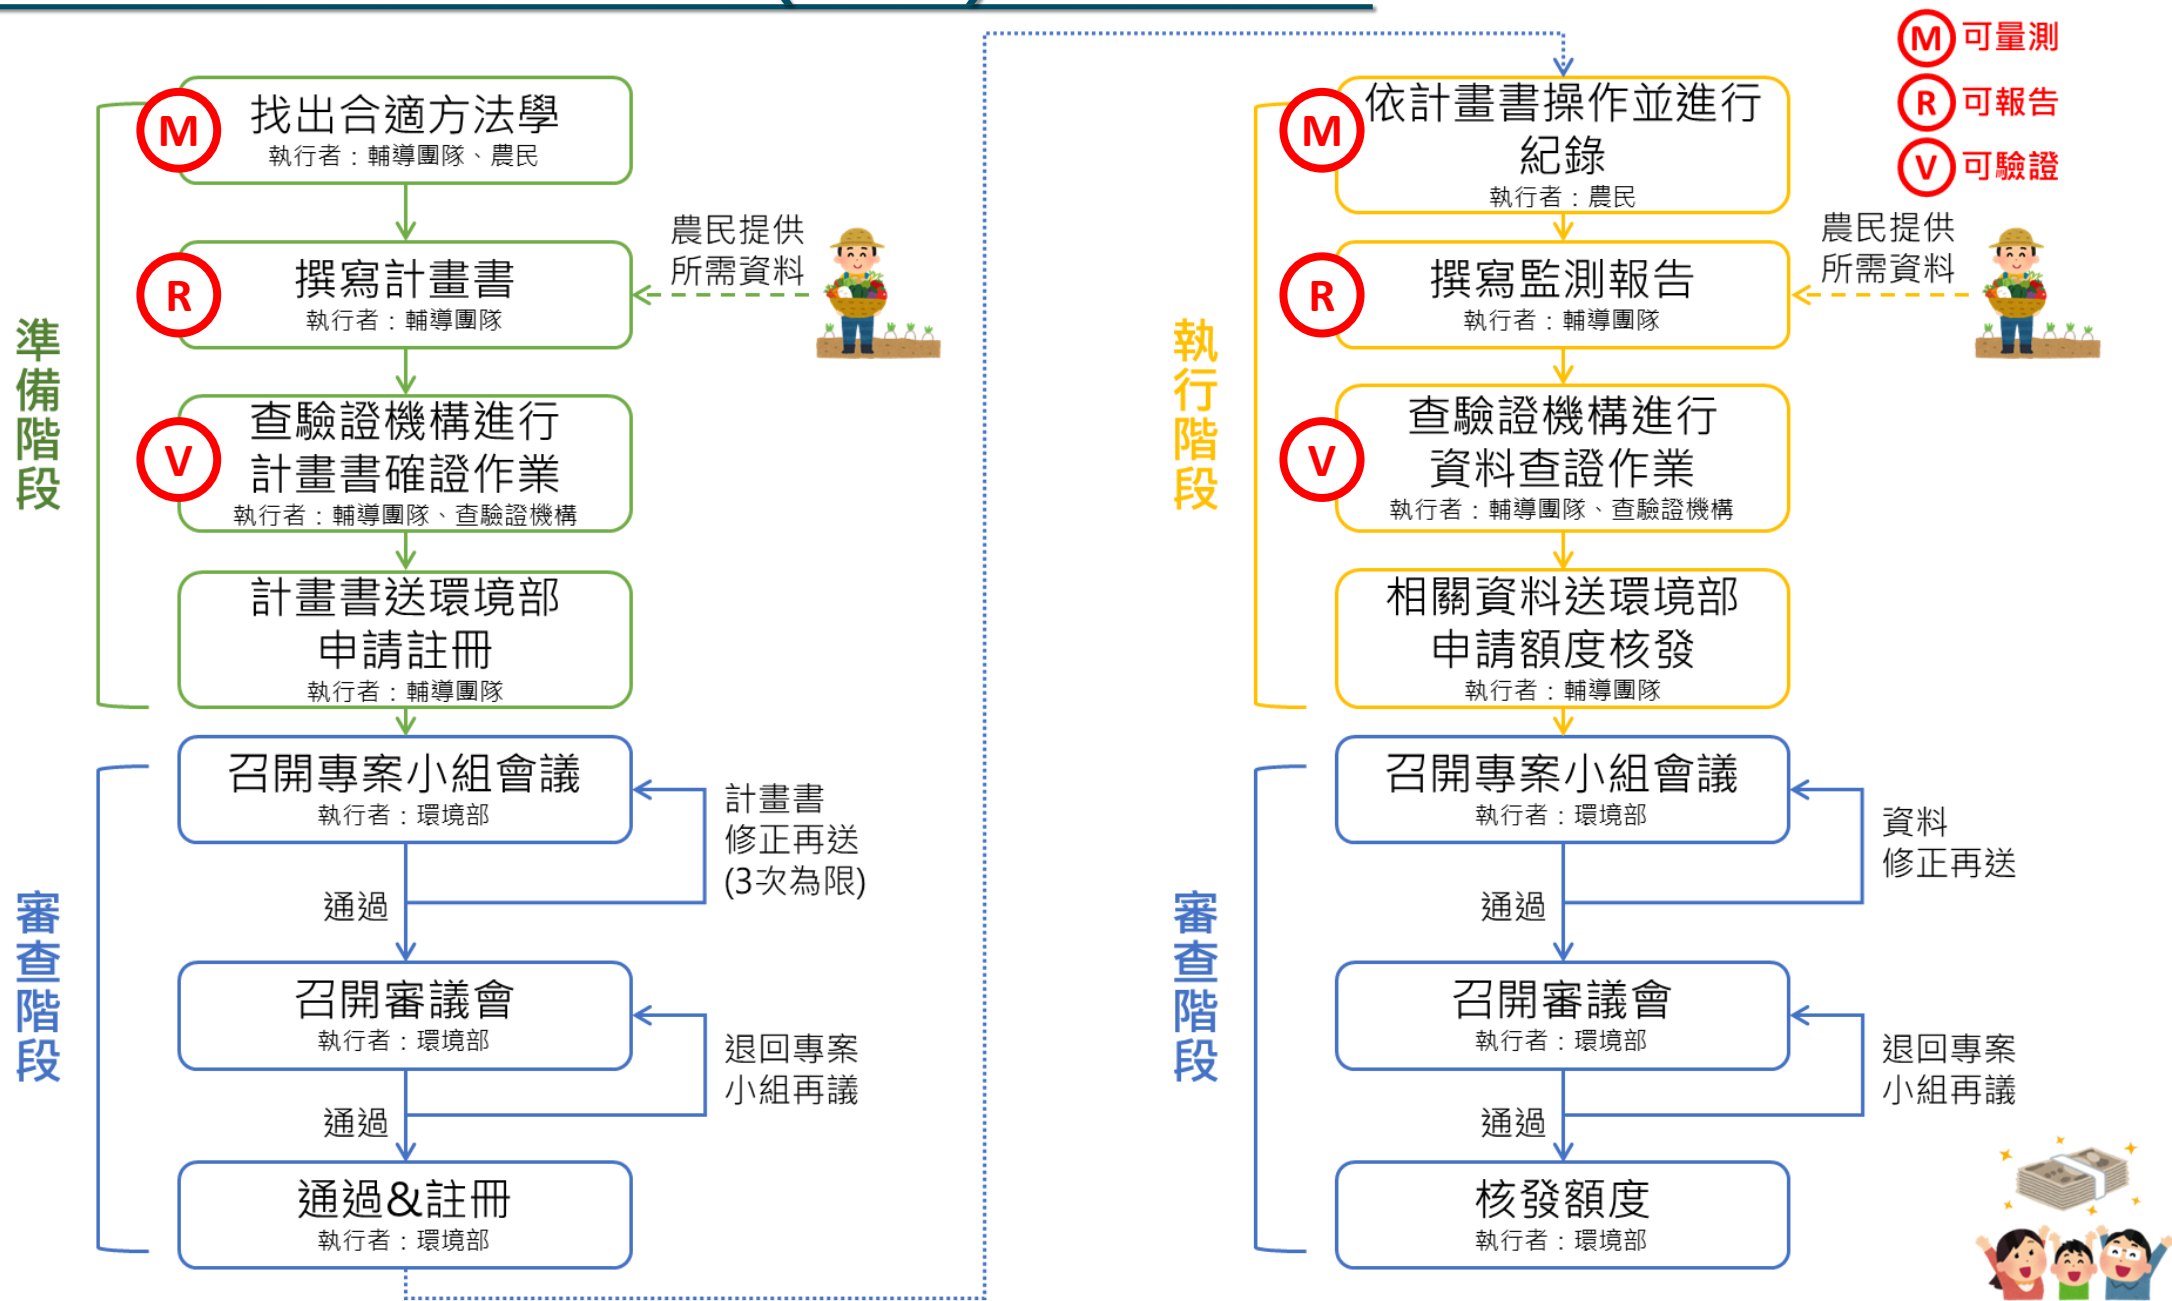 M 可量測
R 可報告
V 可驗證
準備階段
M
找出合適方法學
執行者：輔導團隊、農民
R
撰寫計畫書
執行者：輔導團隊
農民提供
所需資料
V
查驗證機構進行
計畫書確證作業
執行者：輔導團隊、查驗證機構
計畫書送環境部
申請註冊
執行者：輔導團隊
審查階段
召開專案小組會議
執行者：環境部
計畫書
修正再送
(3次為限)
通過
召開審議會
執行者：環境部
退回專案
小組再議
通過
通過&註冊
執行者：環境部
執行階段
M
依計畫書操作並進行
紀錄
執行者：農民
R
撰寫監測報告
執行者：輔導團隊
農民提供
所需資料
V
查驗證機構進行
資料查證作業
執行者：輔導團隊、查驗證機構
相關資料送環境部
申請額度核發
執行者：輔導團隊
審查階段
召開專案小組會議
執行者：環境部
資料
修正再送
通過
召開審議會
執行者：環境部
退回專案
小組再議
通過
核發額度
執行者：環境部